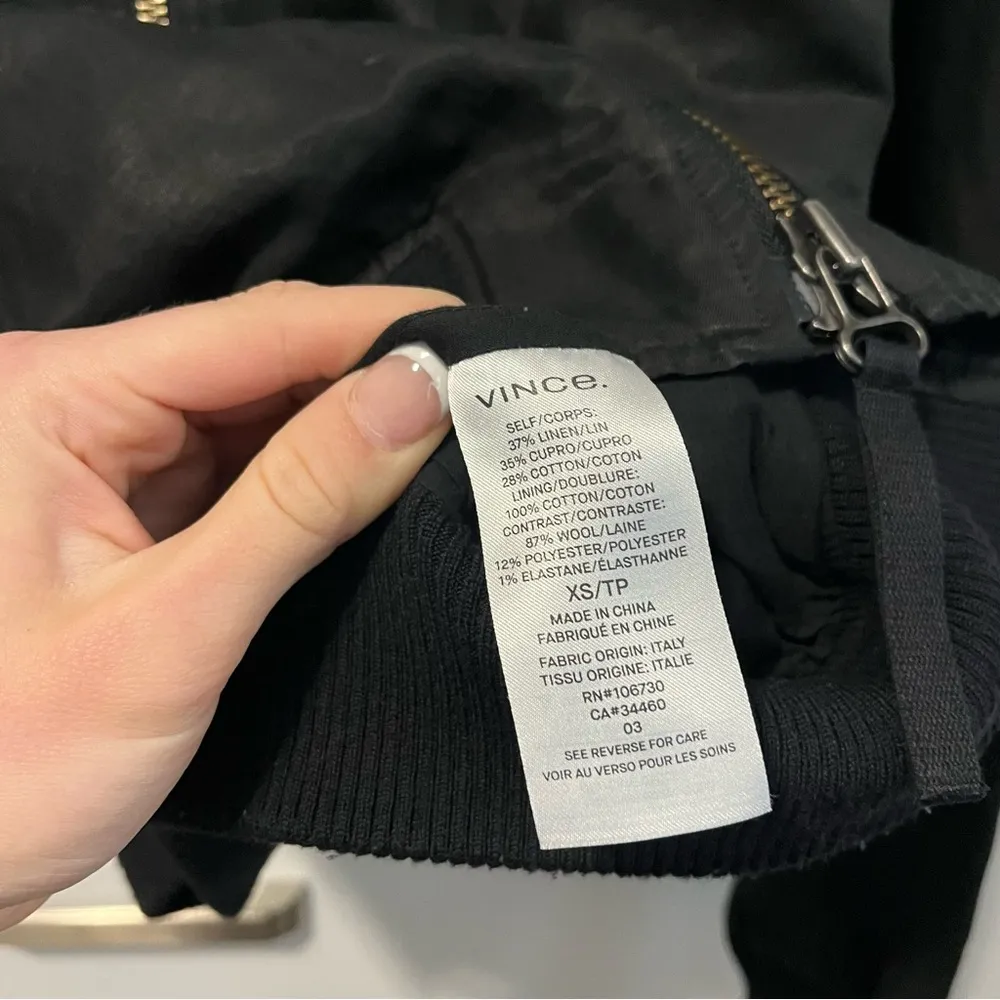 VINCE.
SELF/CORPS:
37% LINEN/LIN
35% CUPRO/CUPRO
28% COTTON/COTON
LINING/DOUBLURE:
100% COTTON/COTON
CONTRAST/CONTRASTE:
87% WOOL/LAINE
12% POLYESTER/POLYESTER
1% ELASTANE/ÉLASTHANNE
XS/TP
MADE IN CHINA
FABRIQUÉ EN CHINE
FABRIC ORIGIN: ITALY
TISSU ORIGINE: ITALIE
RN#106730
CA#34460
03
SEE REVERSE FOR CARE
VOIR AU VERSO POUR LES SOINS